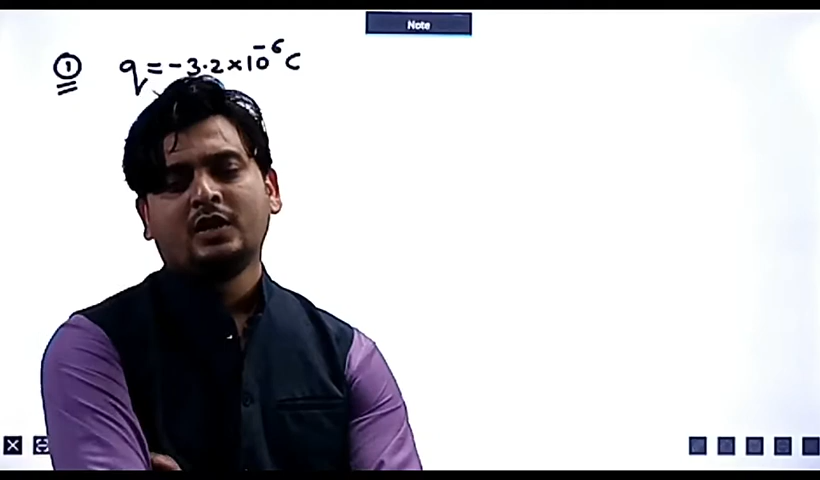 Note
① q = -3.2×10⁻⁶ C